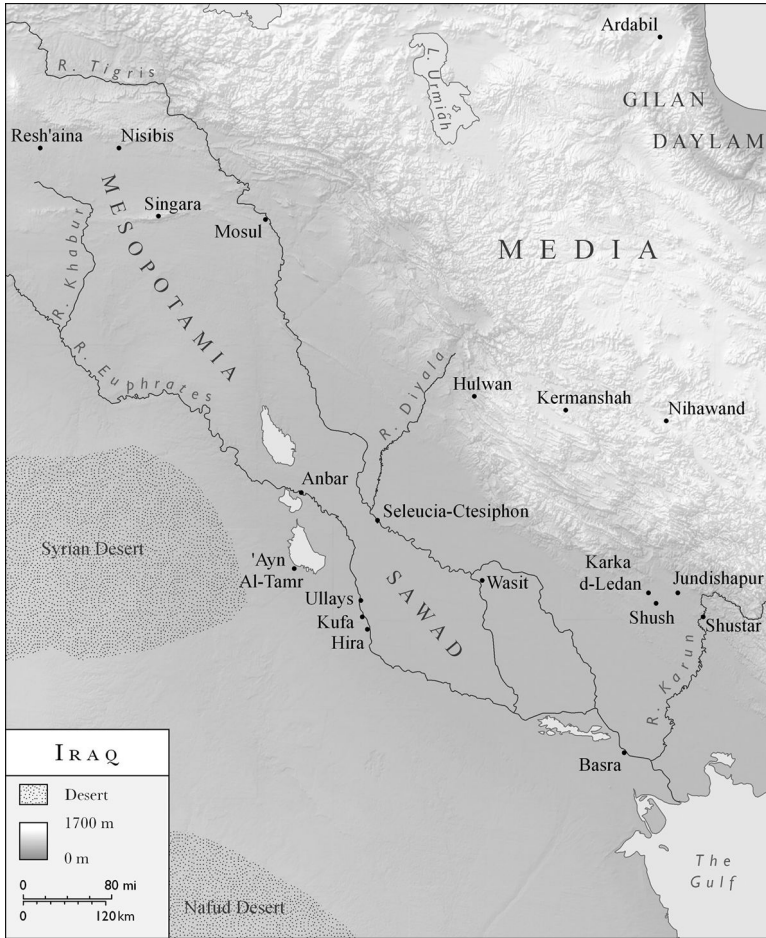 Ardabil
R. Tigris
L. Urmiâh
GILAN
DAYLAM
Resh'aina
Nisibis
MESOPOTAMIA
Singara
Mosul
R. Khabur
MEDIA
R. Euphrates
R. Diyala
Hulwan
Kermanshah
Nihawand
Anbar
Seleucia-Ctesiphon
Syrian Desert
'Ayn
Al-Tamr
SAWAD
Wasit
Karka
d-Ledan
Jundishapur
Ullays
Kufa
Hira
Shush
Shustar
R. Karun
Basra
IRAQ
Desert
1700 m
0 m
0 80 mi
0 120 km
The
Gulf
Nafud Desert